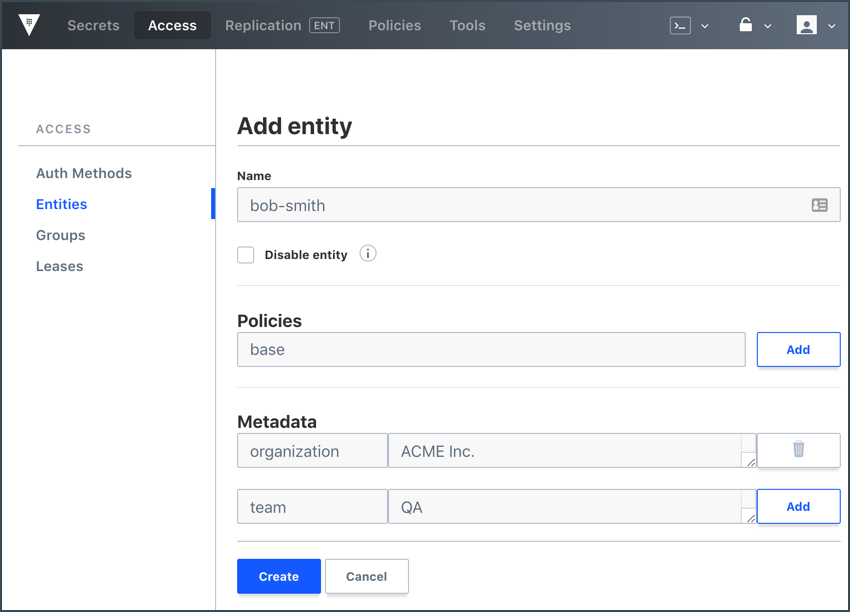 Secrets Access Replication ENT Policies Tools Settings
ACCESS
Auth Methods
Entities
Groups
Leases
Add entity
Name
bob-smith
Disable entity
Policies
base Add
Metadata
organization ACME Inc.
team QA Add
Create Cancel